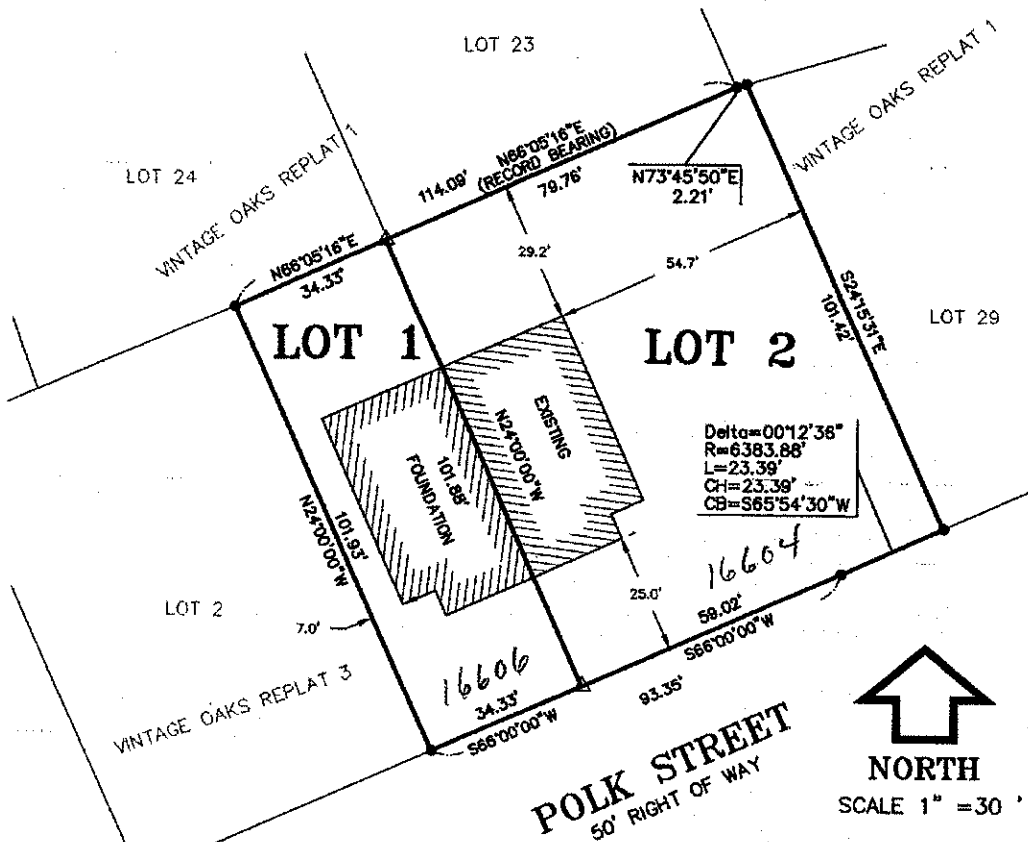 LOT 23
LOT 24
VINTAGE OAKS REPLAT 1
VINTAGE OAKS REPLAT 1
N66°05'16"E
(RECORD BEARING)
114.09'
79.76'
N73°45'50"E
2.21'
N66°05'16"E
34.33'
29.2'
54.7'
S24°15'31"E
101.42'
LOT 29
LOT 1
LOT 2
EXISTING
N24°00'00"W
101.88'
FOUNDATION
Delta=00°12'36"
R=6383.88'
L=23.39'
CH=23.39'
CB=S65°54'30"W
N24°00'00"W
101.93'
LOT 2
7.0'
25.0'
16604
59.02'
S66°00'00"W
16606
34.33'
S66°00'00"W
93.35'
VINTAGE OAKS REPLAT 3
POLK STREET
50' RIGHT OF WAY
NORTH
SCALE 1" =30 '